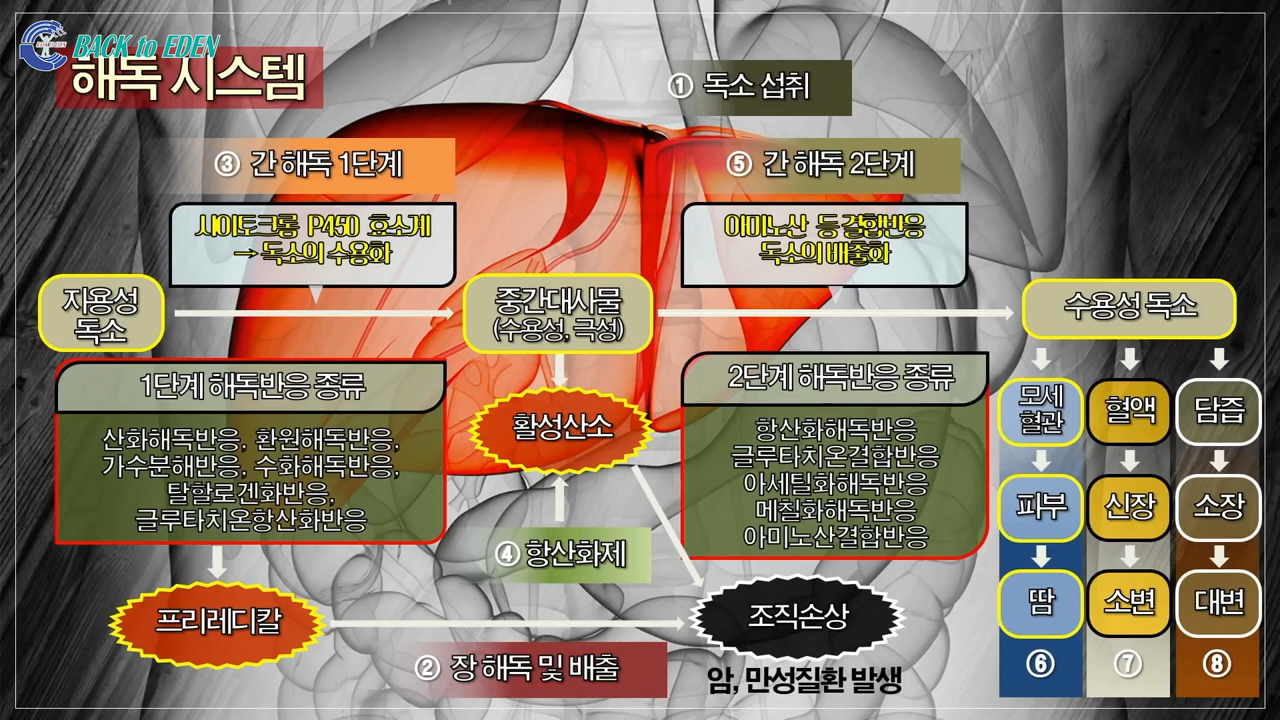 BACK to EDEN
해독 시스템
① 독소 섭취
③ 간 해독 1단계
⑤ 간 해독 2단계
사이토크롬 P450 효소계
→ 독소의 수용화
아미노산 등 결합반응
독소의 배출화
지용성
독소
중간대사물
(수용성, 극성)
수용성 독소
1단계 해독반응 종류
산화해독반응, 환원해독반응,
가수분해반응, 수화해독반응,
탈할로겐화반응,
글루타치온항산화반응
활성산소
2단계 해독반응 종류
항산화해독반응
글루타치온결합반응
아세틸화해독반응
메칠화해독반응
아미노산결합반응
모세
혈관
혈액
담즙
피부
신장
소장
땀
소변
대변
⑥
⑦
⑧
④ 항산화제
프리레디칼
조직손상
② 장 해독 및 배출
암, 만성질환 발생